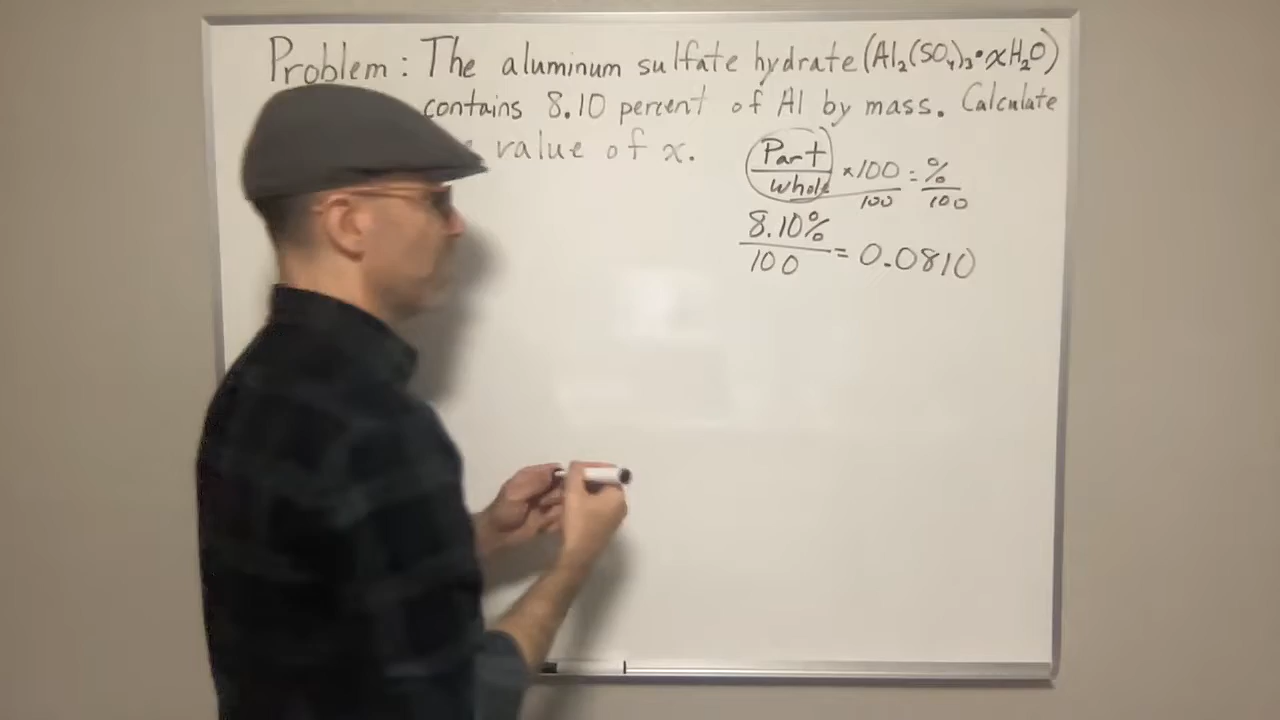 Problem: The aluminum sulfate hydrate (Al₂(SO₄)₃•xH₂O)
contains 8.10 percent of Al by mass. Calculate
value of x.
Part/whole ×100/100 = %/100
8.10%/100 = 0.0810